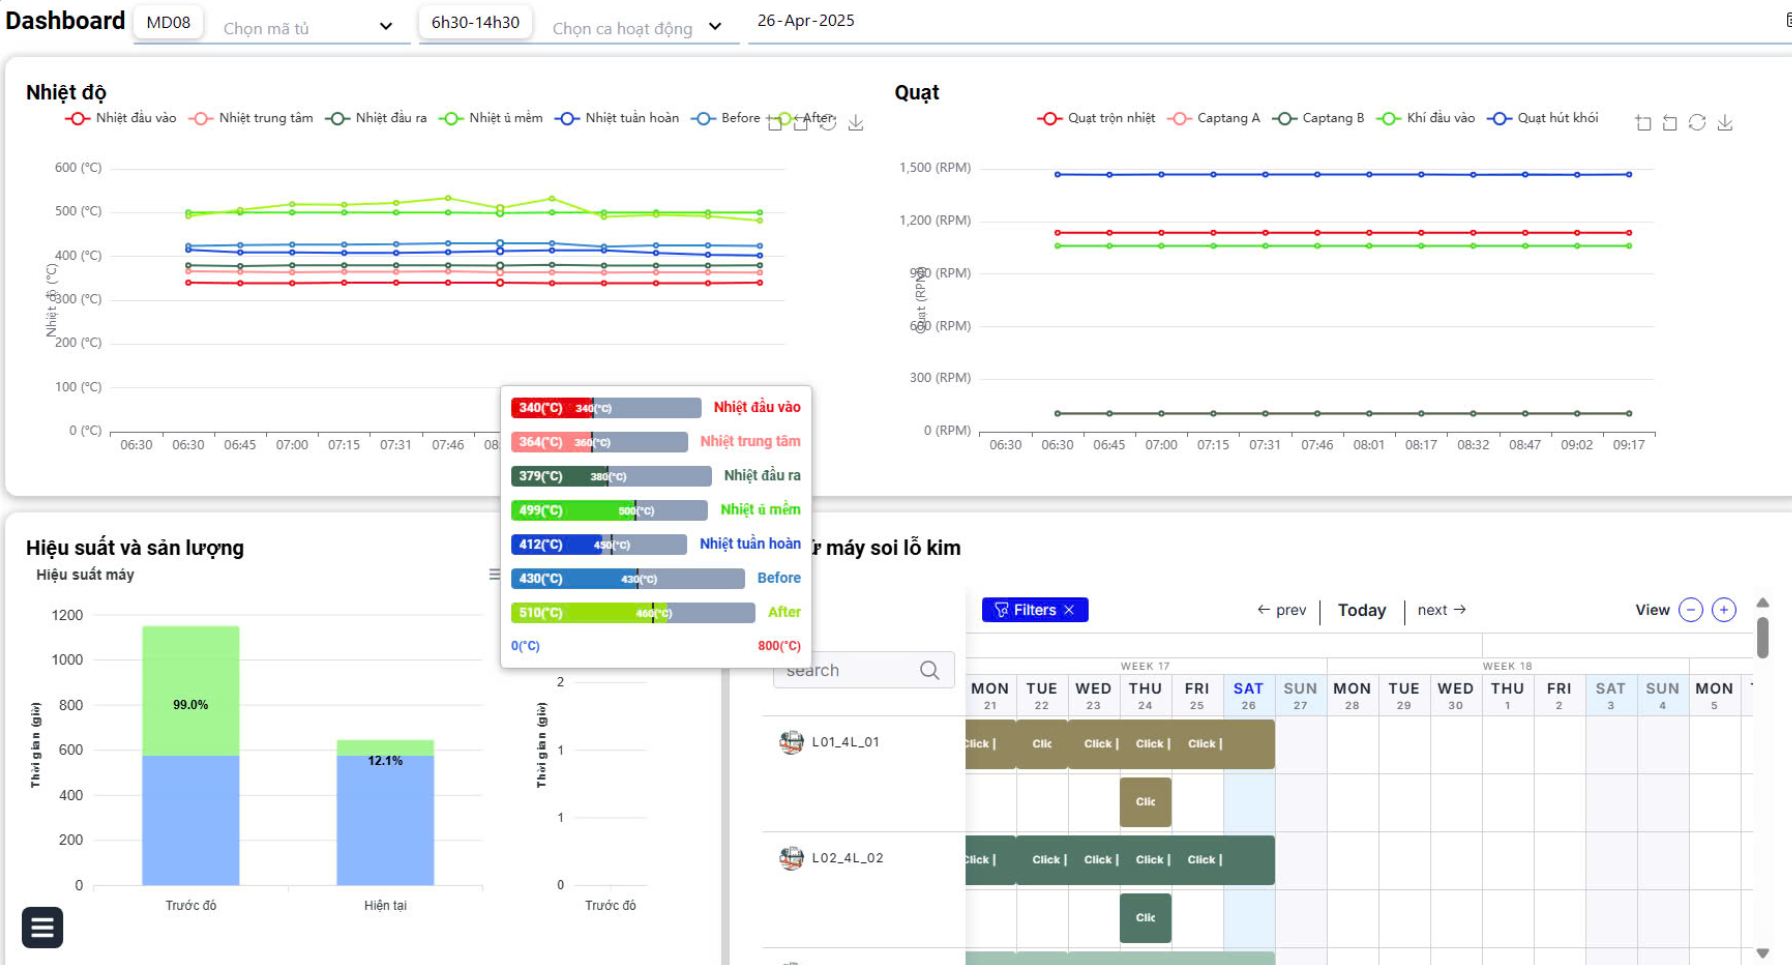 Dashboard MD08 Chọn mã tủ 6h30-14h30 Chọn ca hoạt động 26-Apr-2025
Nhiệt độ
Nhiệt đầu vào Nhiệt trung tâm Nhiệt đầu ra Nhiệt ủ mềm Nhiệt tuần hoàn Before After
600 (°C)
500 (°C)
400 (°C)
300 (°C)
200 (°C)
100 (°C)
0 (°C)
Nhiệt độ (°C)
06:30 06:30 06:45 07:00 07:15 07:31 07:46
Quạt
Quạt trộn nhiệt Captang A Captang B Khí đầu vào Quạt hút khói
1,500 (RPM)
1,200 (RPM)
900 (RPM)
600 (RPM)
300 (RPM)
0 (RPM)
Quạt (RPM)
06:30 06:30 06:45 07:00 07:15 07:31 07:46 08:01 08:17 08:32 08:47 09:02 09:17
340(°C) 340(°C) Nhiệt đầu vào
364(°C) 360(°C) Nhiệt trung tâm
379(°C) 380(°C) Nhiệt đầu ra
499(°C) 500(°C) Nhiệt ủ mềm
412(°C) 450(°C) Nhiệt tuần hoàn
430(°C) 430(°C) Before
510(°C) 460(°C) After
0(°C) 800(°C)
Hiệu suất và sản lượng
Hiệu suất máy
1200
1000
800
600
400
200
0
Thời gian (giờ)
99.0%
12.1%
Trước đó Hiện tại
2
1
1
0
Thời gian (giờ)
Trước đó
máy soi lỗ kim
Filters
← prev Today next →
View
search
WEEK 17 WEEK 18
MON TUE WED THU FRI SAT SUN MON TUE WED THU FRI SAT SUN MON
21 22 23 24 25 26 27 28 29 30 1 2 3 4 5
L01_4L_01
Click | Clic Click | Click | Click |
Clic
L02_4L_02
Click | Click | Click | Click | Click |
Clic